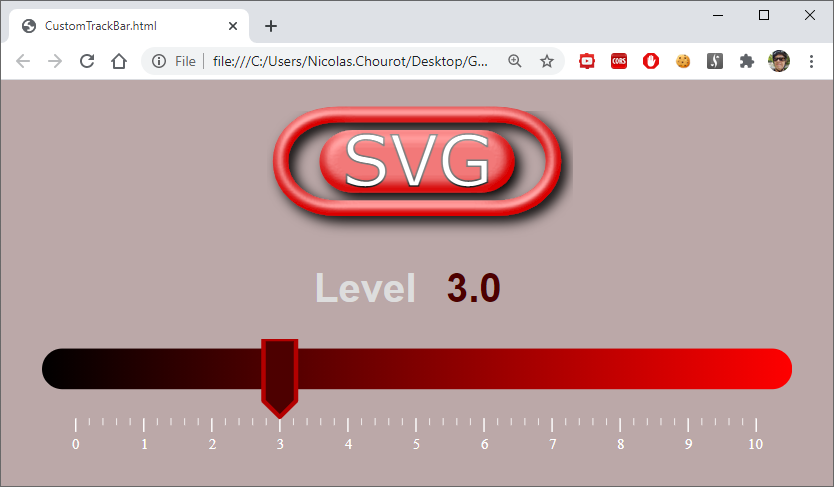 CustomTrackBar.html
File file:///C:/Users/Nicolas.Chourot/Desktop/G...
CORS
SVG
Level 3.0
0 1 2 3 4 5 6 7 8 9 10